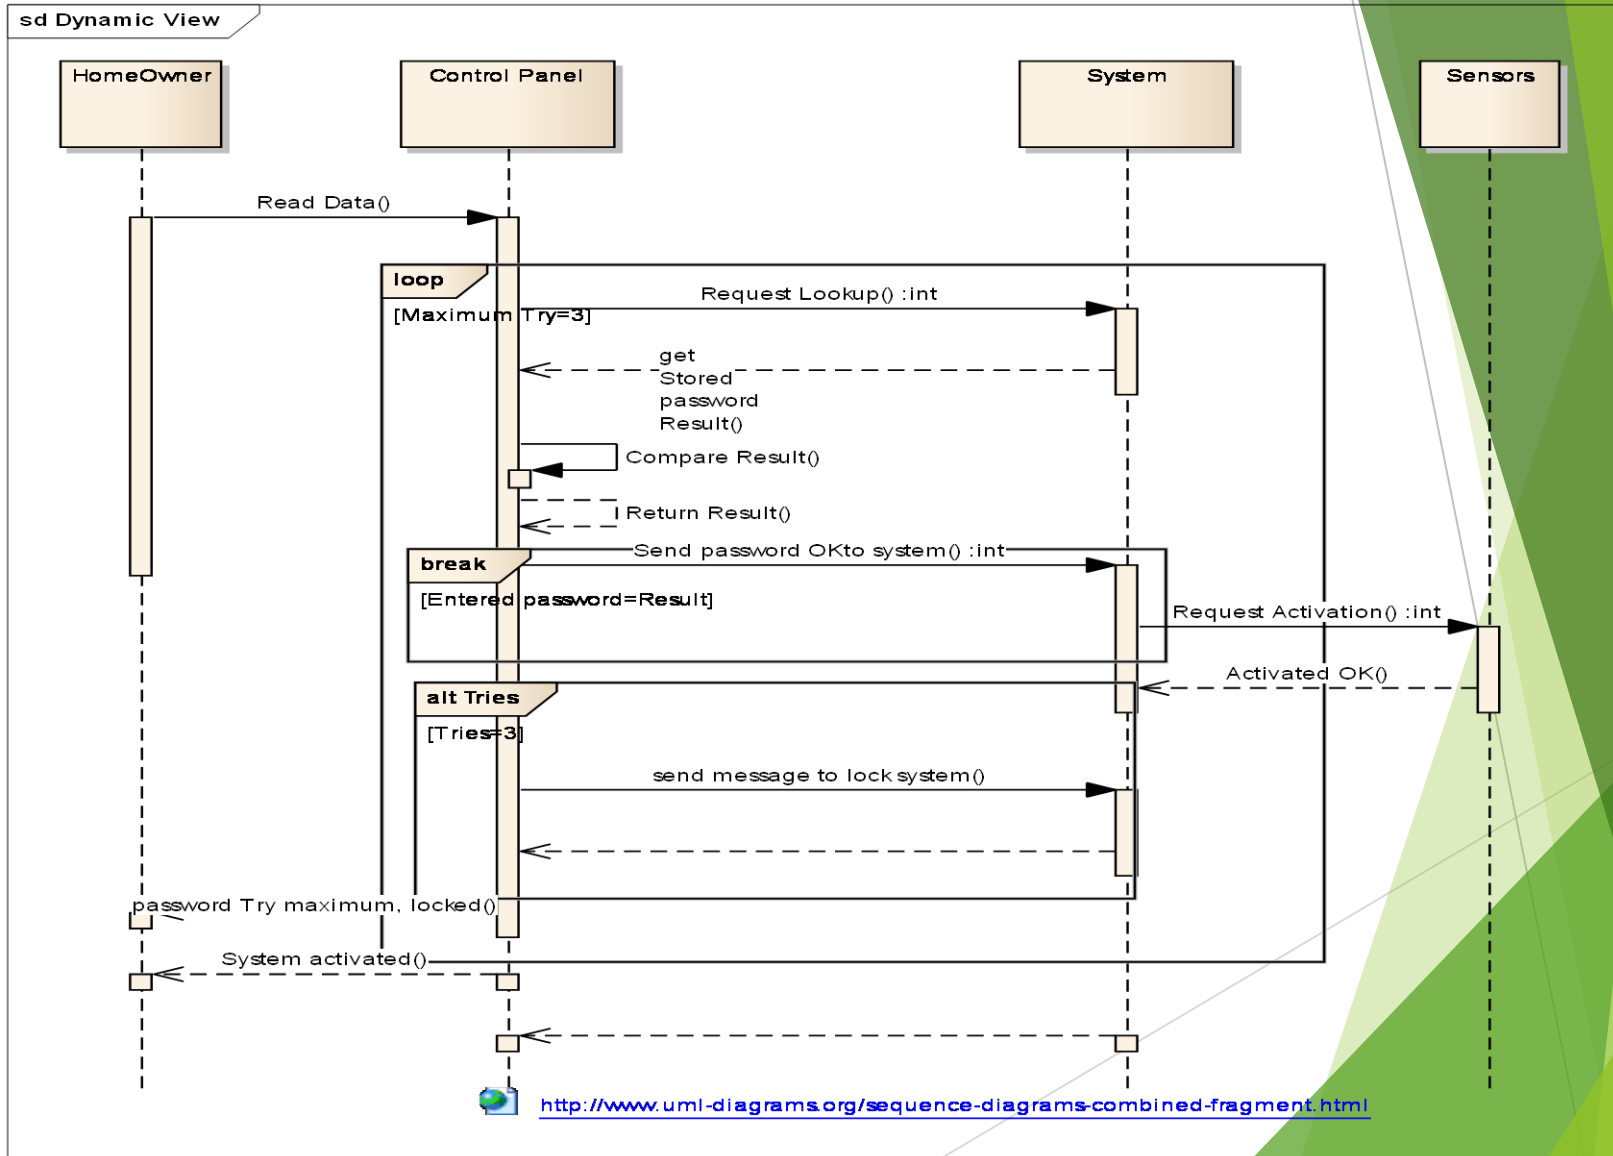 sd Dynamic View
HomeOwner
Control Panel
System
Sensors
Read Data()
loop
[Maximum Try=3]
Request Lookup() :int
get
Stored
password
Result()
Compare Result()
Return Result()
break
[Entered password=Result]
Send password OKto system() :int
Request Activation() :int
Activated OK()
alt Tries
[Tries=3]
send message to lock system()
password Try maximum, locked()
System activated()
http://www.uml-diagrams.org/sequence-diagrams-combined-fragment.html